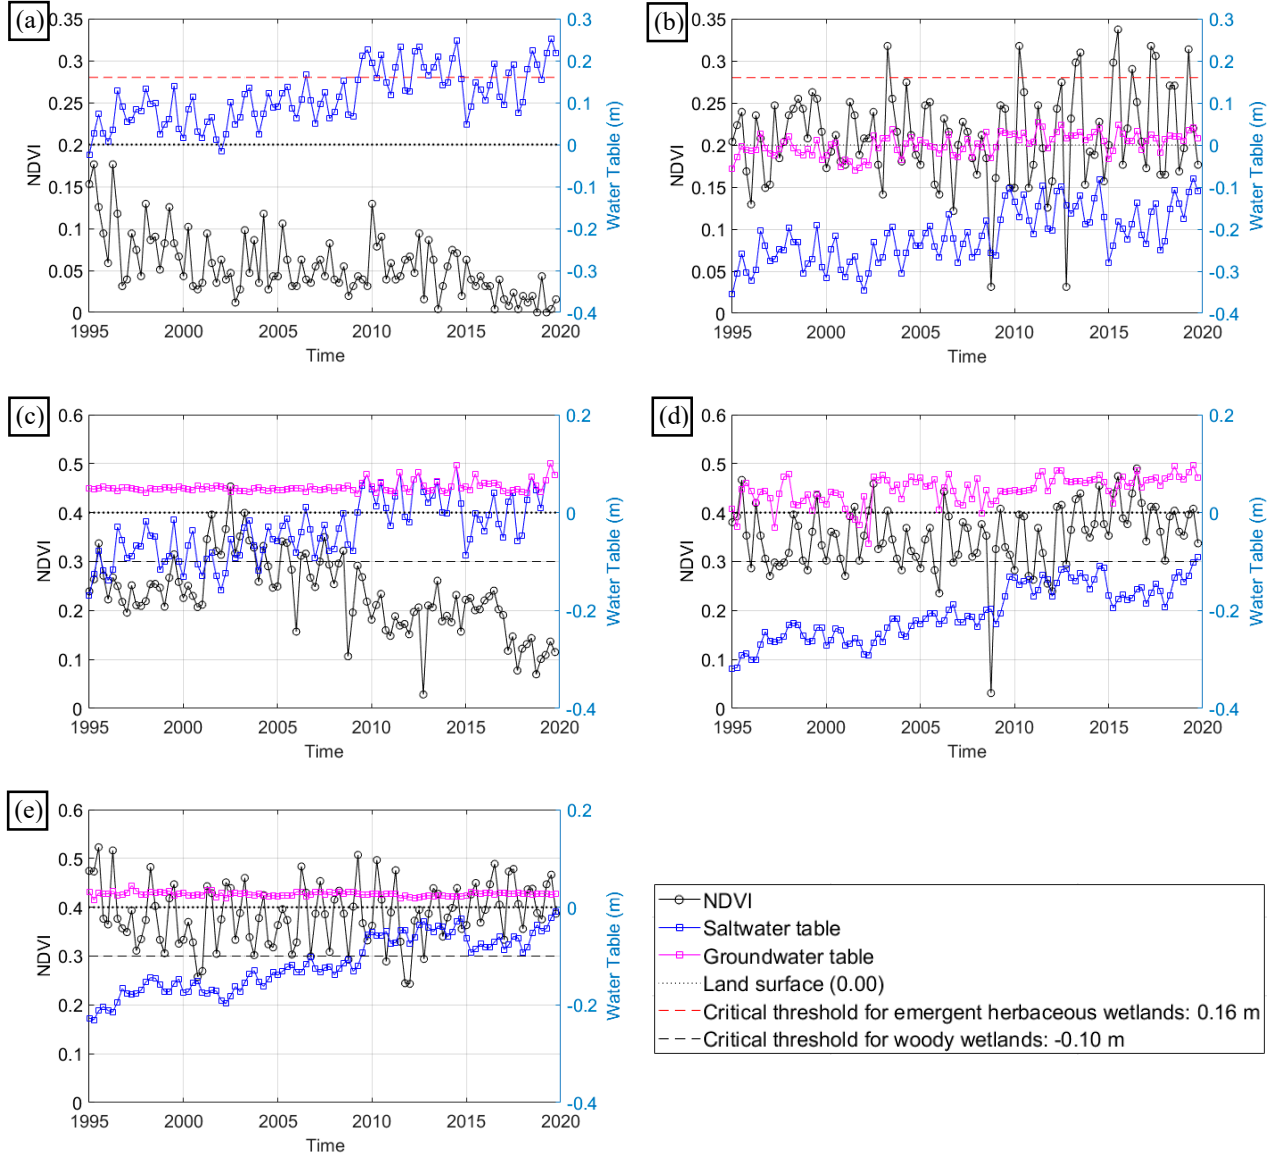 (a)
0.35
0.3
0.25
0.2
0.15
0.1
0.05
0
NDVI
0.3
0.2
0.1
0
-0.1
-0.2
-0.3
-0.4
Water Table (m)
1995 2000 2005 2010 2015 2020
Time
(b)
0.35
0.3
0.25
0.2
0.15
0.1
0.05
0
NDVI
0.3
0.2
0.1
0
-0.1
-0.2
-0.3
-0.4
Water Table (m)
1995 2000 2005 2010 2015 2020
Time
(c)
0.6
0.5
0.4
0.3
0.2
0.1
0
NDVI
0.2
0
-0.2
-0.4
Water Table (m)
1995 2000 2005 2010 2015 2020
Time
(d)
0.6
0.5
0.4
0.3
0.2
0.1
0
NDVI
0.2
0
-0.2
-0.4
Water Table (m)
1995 2000 2005 2010 2015 2020
Time
(e)
0.6
0.5
0.4
0.3
0.2
0.1
0
NDVI
0.2
0
-0.2
-0.4
Water Table (m)
1995 2000 2005 2010 2015 2020
Time
NDVI
Saltwater table
Groundwater table
Land surface (0.00)
Critical threshold for emergent herbaceous wetlands: 0.16 m
Critical threshold for woody wetlands: -0.10 m